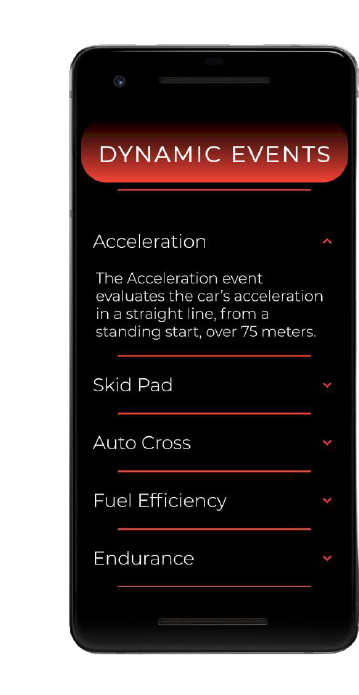 DYNAMIC EVENTS
Acceleration
The Acceleration event
evaluates the car's acceleration
in a straight line, from a
standing start, over 75 meters.
Skid Pad
Auto Cross
Fuel Efficiency
Endurance